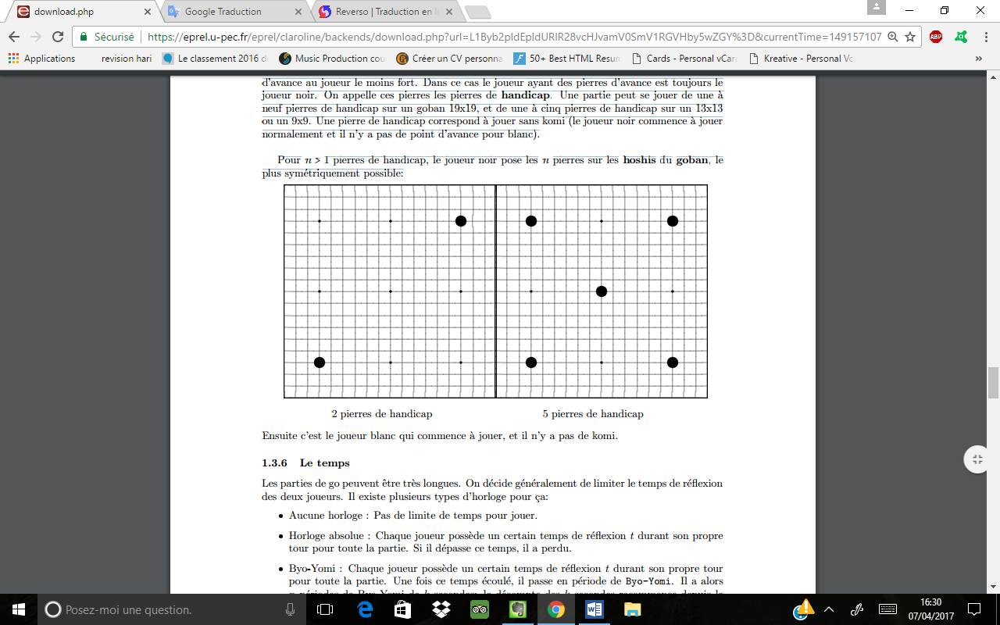 download.php
Google Traduction
Reverso | Traduction en li
Sécurisé
https://eprel.u-pec.fr/eprel/claroline/backends/download.php?url=L1Byb2pldEpldURlR28vcHJvamV0SmV1RGVHby5wZGY%3D&currentTime=149157107
ABP
Applications
revision hari
Le classement 2016 de
Music Production cou
Créer un CV personna
50+ Best HTML Resum
Cards - Personal vCar
Kreative - Personal Vc
»
d'avance au joueur le moins fort. Dans ce cas le joueur ayant des pierres d'avance est toujours le
joueur noir. On appelle ces pierres les pierres de handicap. Une partie peut se jouer de une à
neuf pierres de handicap sur un goban 19x19, et de une à cinq pierres de handicap sur un 13x13
ou un 9x9. Une pierre de handicap correspond à jouer sans komi (le joueur noir commence à jouer
normalement et il n'y a pas de point d'avance pour blanc).
Pour n > 1 pierres de handicap, le joueur noir pose les n pierres sur les hoshis du goban, le
plus symétriquement possible:
2 pierres de handicap
5 pierres de handicap
Ensuite c'est le joueur blanc qui commence à jouer, et il n'y a pas de komi.
1.3.6 Le temps
Les parties de go peuvent être très longues. On décide généralement de limiter le temps de réflexion
des deux joueurs. Il existe plusieurs types d'horloge pour ça:
• Aucune horloge : Pas de limite de temps pour jouer.
• Horloge absolue : Chaque joueur possède un certain temps de réflexion t durant son propre
tour pour toute la partie. Si il dépasse ce temps, il a perdu.
• Byo-Yomi : Chaque joueur possède un certain temps de réflexion t durant son propre tour
pour toute la partie. Une fois ce temps écoulé, il passe en période de Byo-Yomi. Il a alors
Posez-moi une question.
16:30
07/04/2017